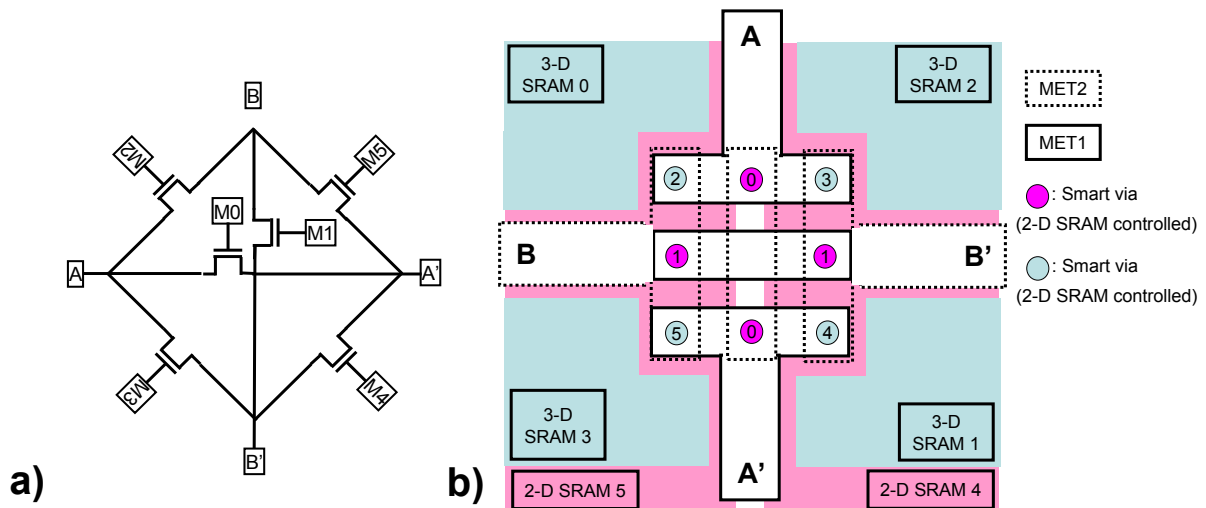 B
M2
M5
M0
M1
A
A'
M3
M4
B'
a)
A
3-D
SRAM 0
3-D
SRAM 2
2
0
3
B
1
1
B'
5
0
4
3-D
SRAM 3
3-D
SRAM 1
A'
2-D SRAM 5
2-D SRAM 4
b)
MET2
MET1
: Smart via
(2-D SRAM controlled)
: Smart via
(2-D SRAM controlled)